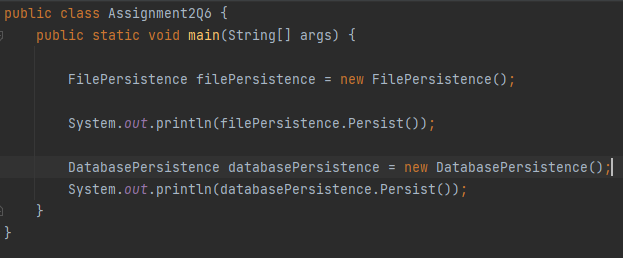 public class Assignment2Q6 {
    public static void main(String[] args) {
        FilePersistence filePersistence = new FilePersistence();
        System.out.println(filePersistence.Persist());
        DatabasePersistence databasePersistence = new DatabasePersistence();
        System.out.println(databasePersistence.Persist());
    }
}